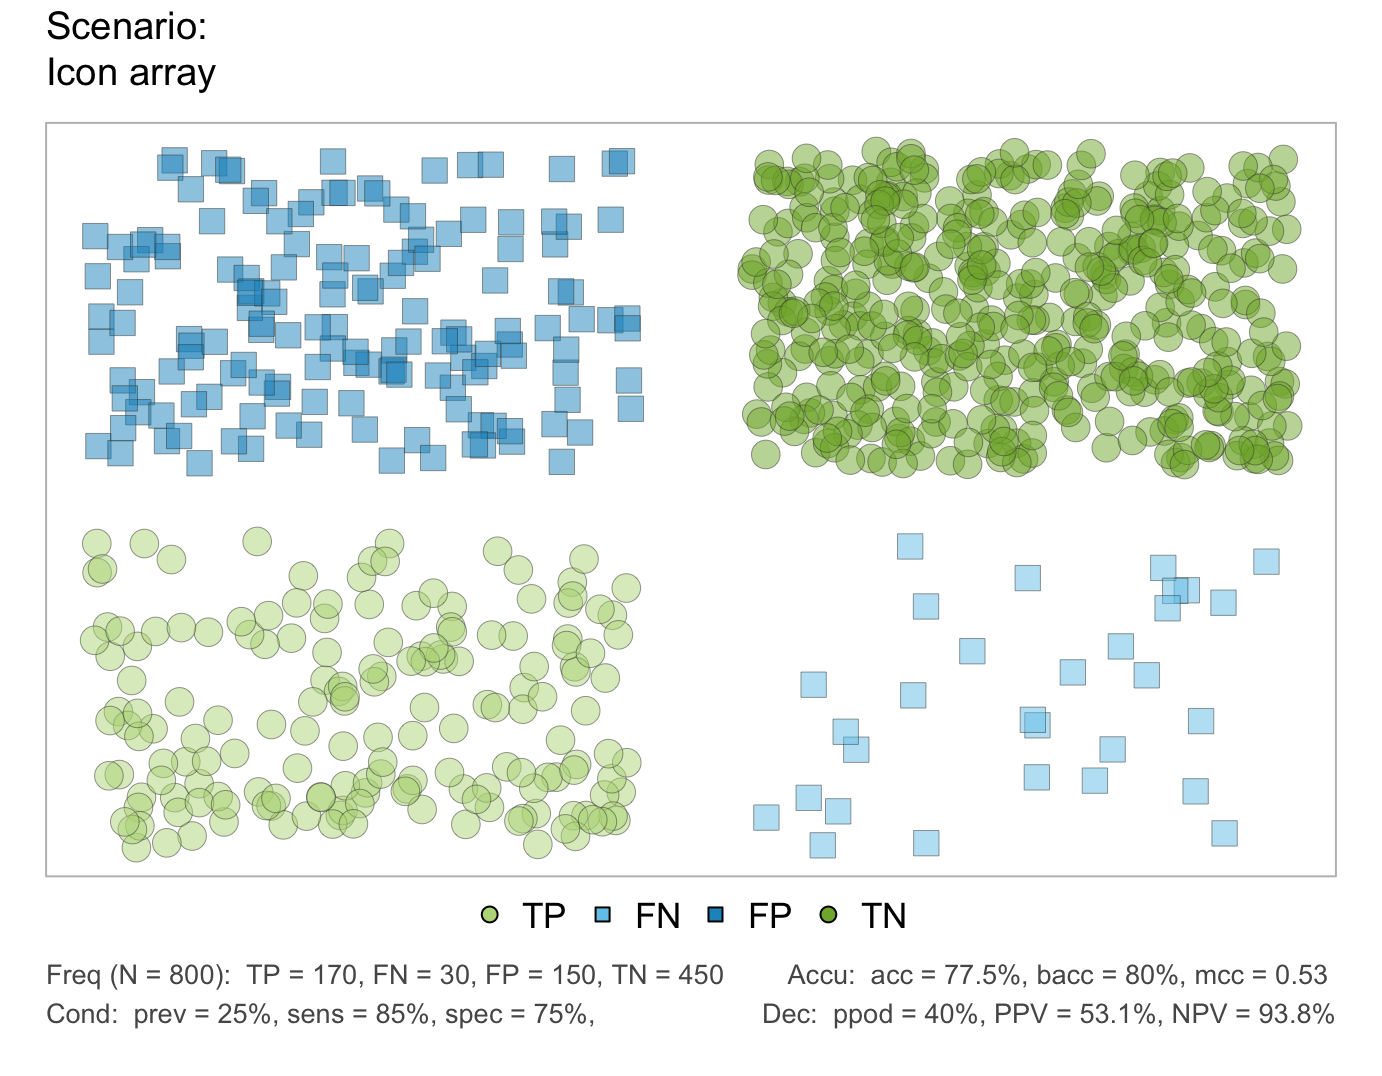 Scenario:
Icon array
TP FN FP TN
Freq (N = 800): TP = 170, FN = 30, FP = 150, TN = 450 Accu: acc = 77.5%, bacc = 80%, mcc = 0.53
Cond: prev = 25%, sens = 85%, spec = 75%, Dec: ppod = 40%, PPV = 53.1%, NPV = 93.8%